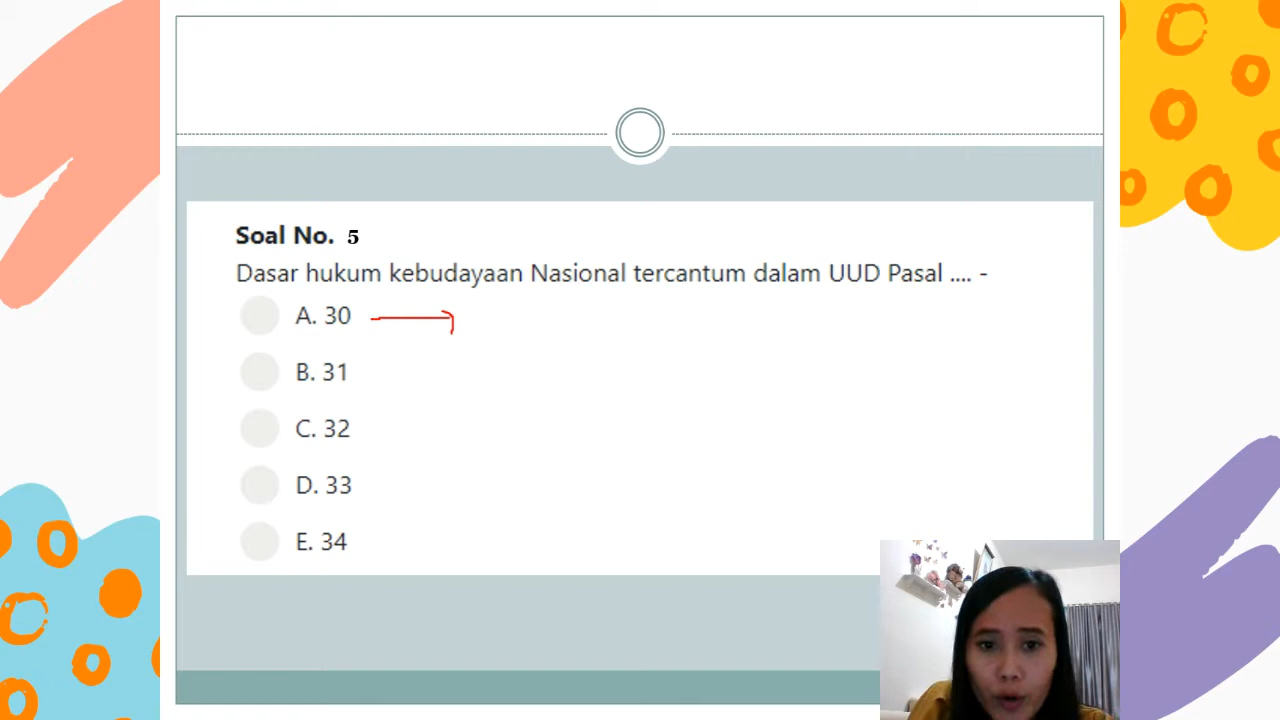 Soal No. 5
Dasar hukum kebudayaan Nasional tercantum dalam UUD Pasal .... -
A. 30
B. 31
C. 32
D. 33
E. 34